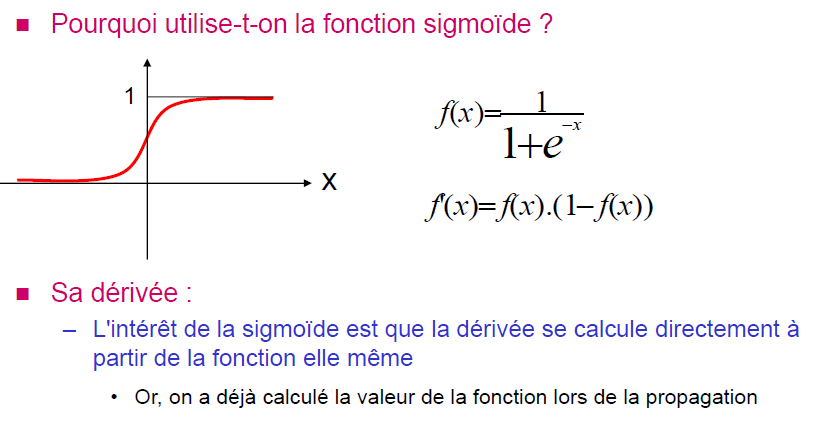 Pourquoi utilise-t-on la fonction sigmoïde ?
1
X
f(x)=1/(1+e^-x)
f'(x)=f(x).(1−f(x))
Sa dérivée :
– L'intérêt de la sigmoïde est que la dérivée se calcule directement à
partir de la fonction elle même
• Or, on a déjà calculé la valeur de la fonction lors de la propagation